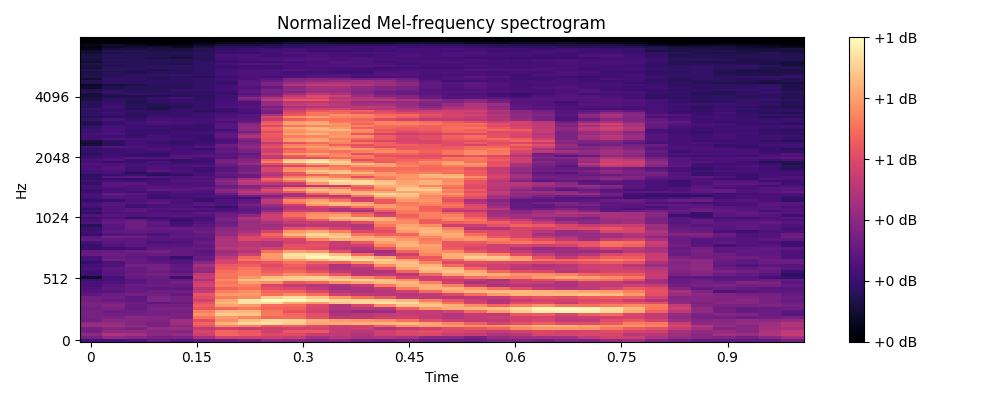 Normalized Mel-frequency spectrogram
Hz
4096
2048
1024
512
0
0 0.15 0.3 0.45 0.6 0.75 0.9
Time
+1 dB
+1 dB
+1 dB
+0 dB
+0 dB
+0 dB